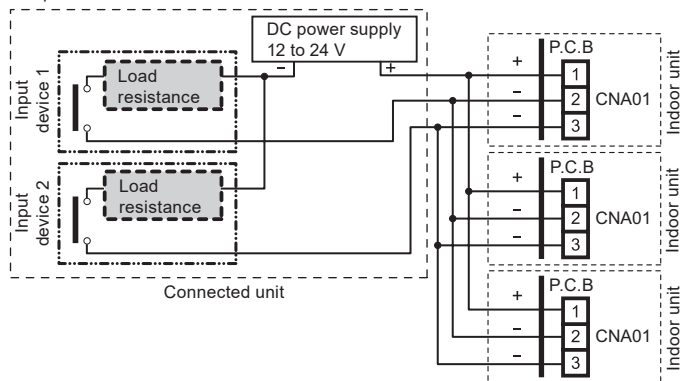 DC power supply
12 to 24 V
−
+
Input
device 1
Load
resistance
Input
device 2
Load
resistance
Connected unit
P.C.B
+
−
−
1
2
3
CNA01
Indoor unit
P.C.B
+
−
−
1
2
3
CNA01
Indoor unit
P.C.B
+
−
−
1
2
3
CNA01
Indoor unit